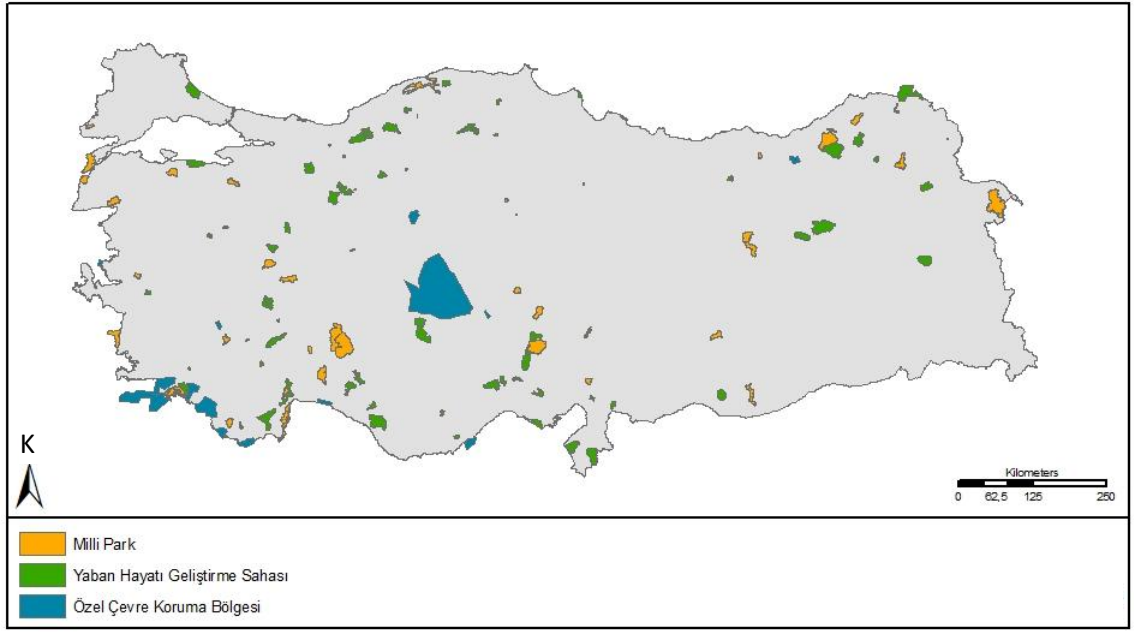 K
Kilometers
0 62,5 125 250
Milli Park
Yaban Hayatı Geliştirme Sahası
Özel Çevre Koruma Bölgesi